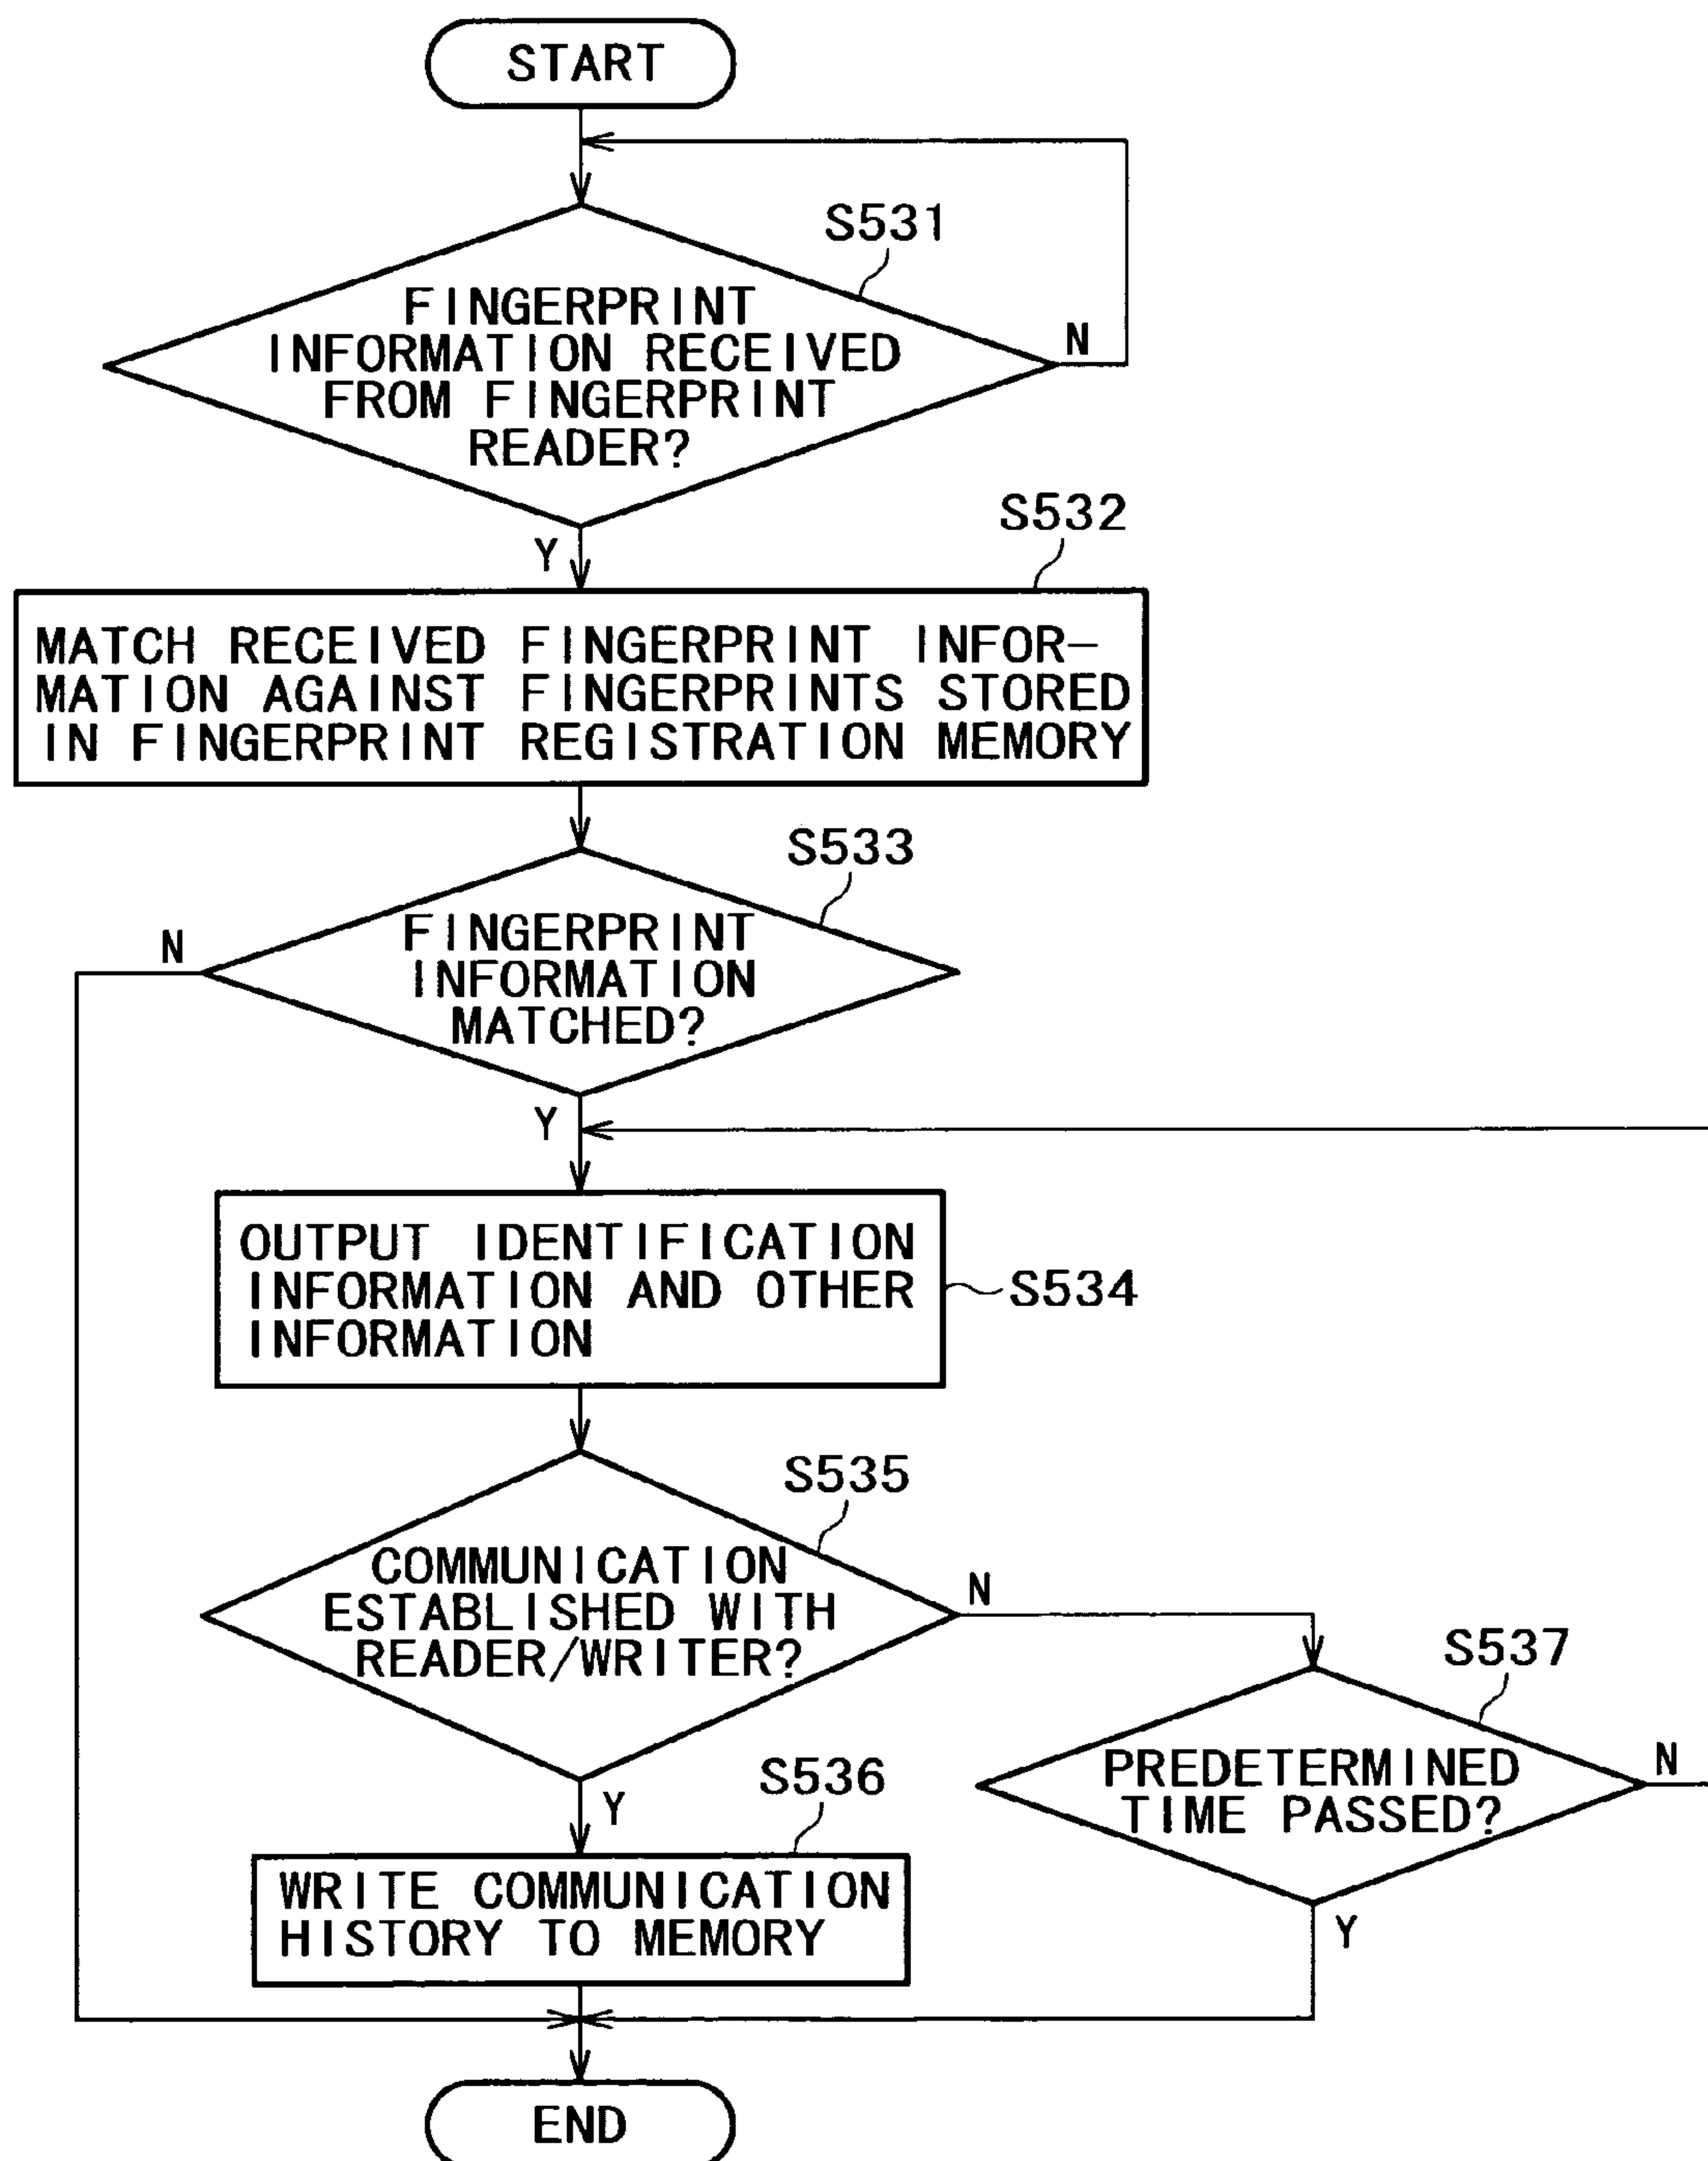 START
S531
FINGERPRINT
INFORMATION RECEIVED
FROM FINGERPRINT
READER?
N
Y
S532
MATCH RECEIVED FINGERPRINT INFOR-
MATION AGAINST FINGERPRINTS STORED
IN FINGERPRINT REGISTRATION MEMORY
S533
FINGERPRINT
INFORMATION
MATCHED?
N
Y
OUTPUT IDENTIFICATION
INFORMATION AND OTHER
INFORMATION
S534
S535
COMMUNICATION
ESTABLISHED WITH
READER/WRITER?
N
Y
S537
PREDETERMINED
TIME PASSED?
N
Y
S536
WRITE COMMUNICATION
HISTORY TO MEMORY
END